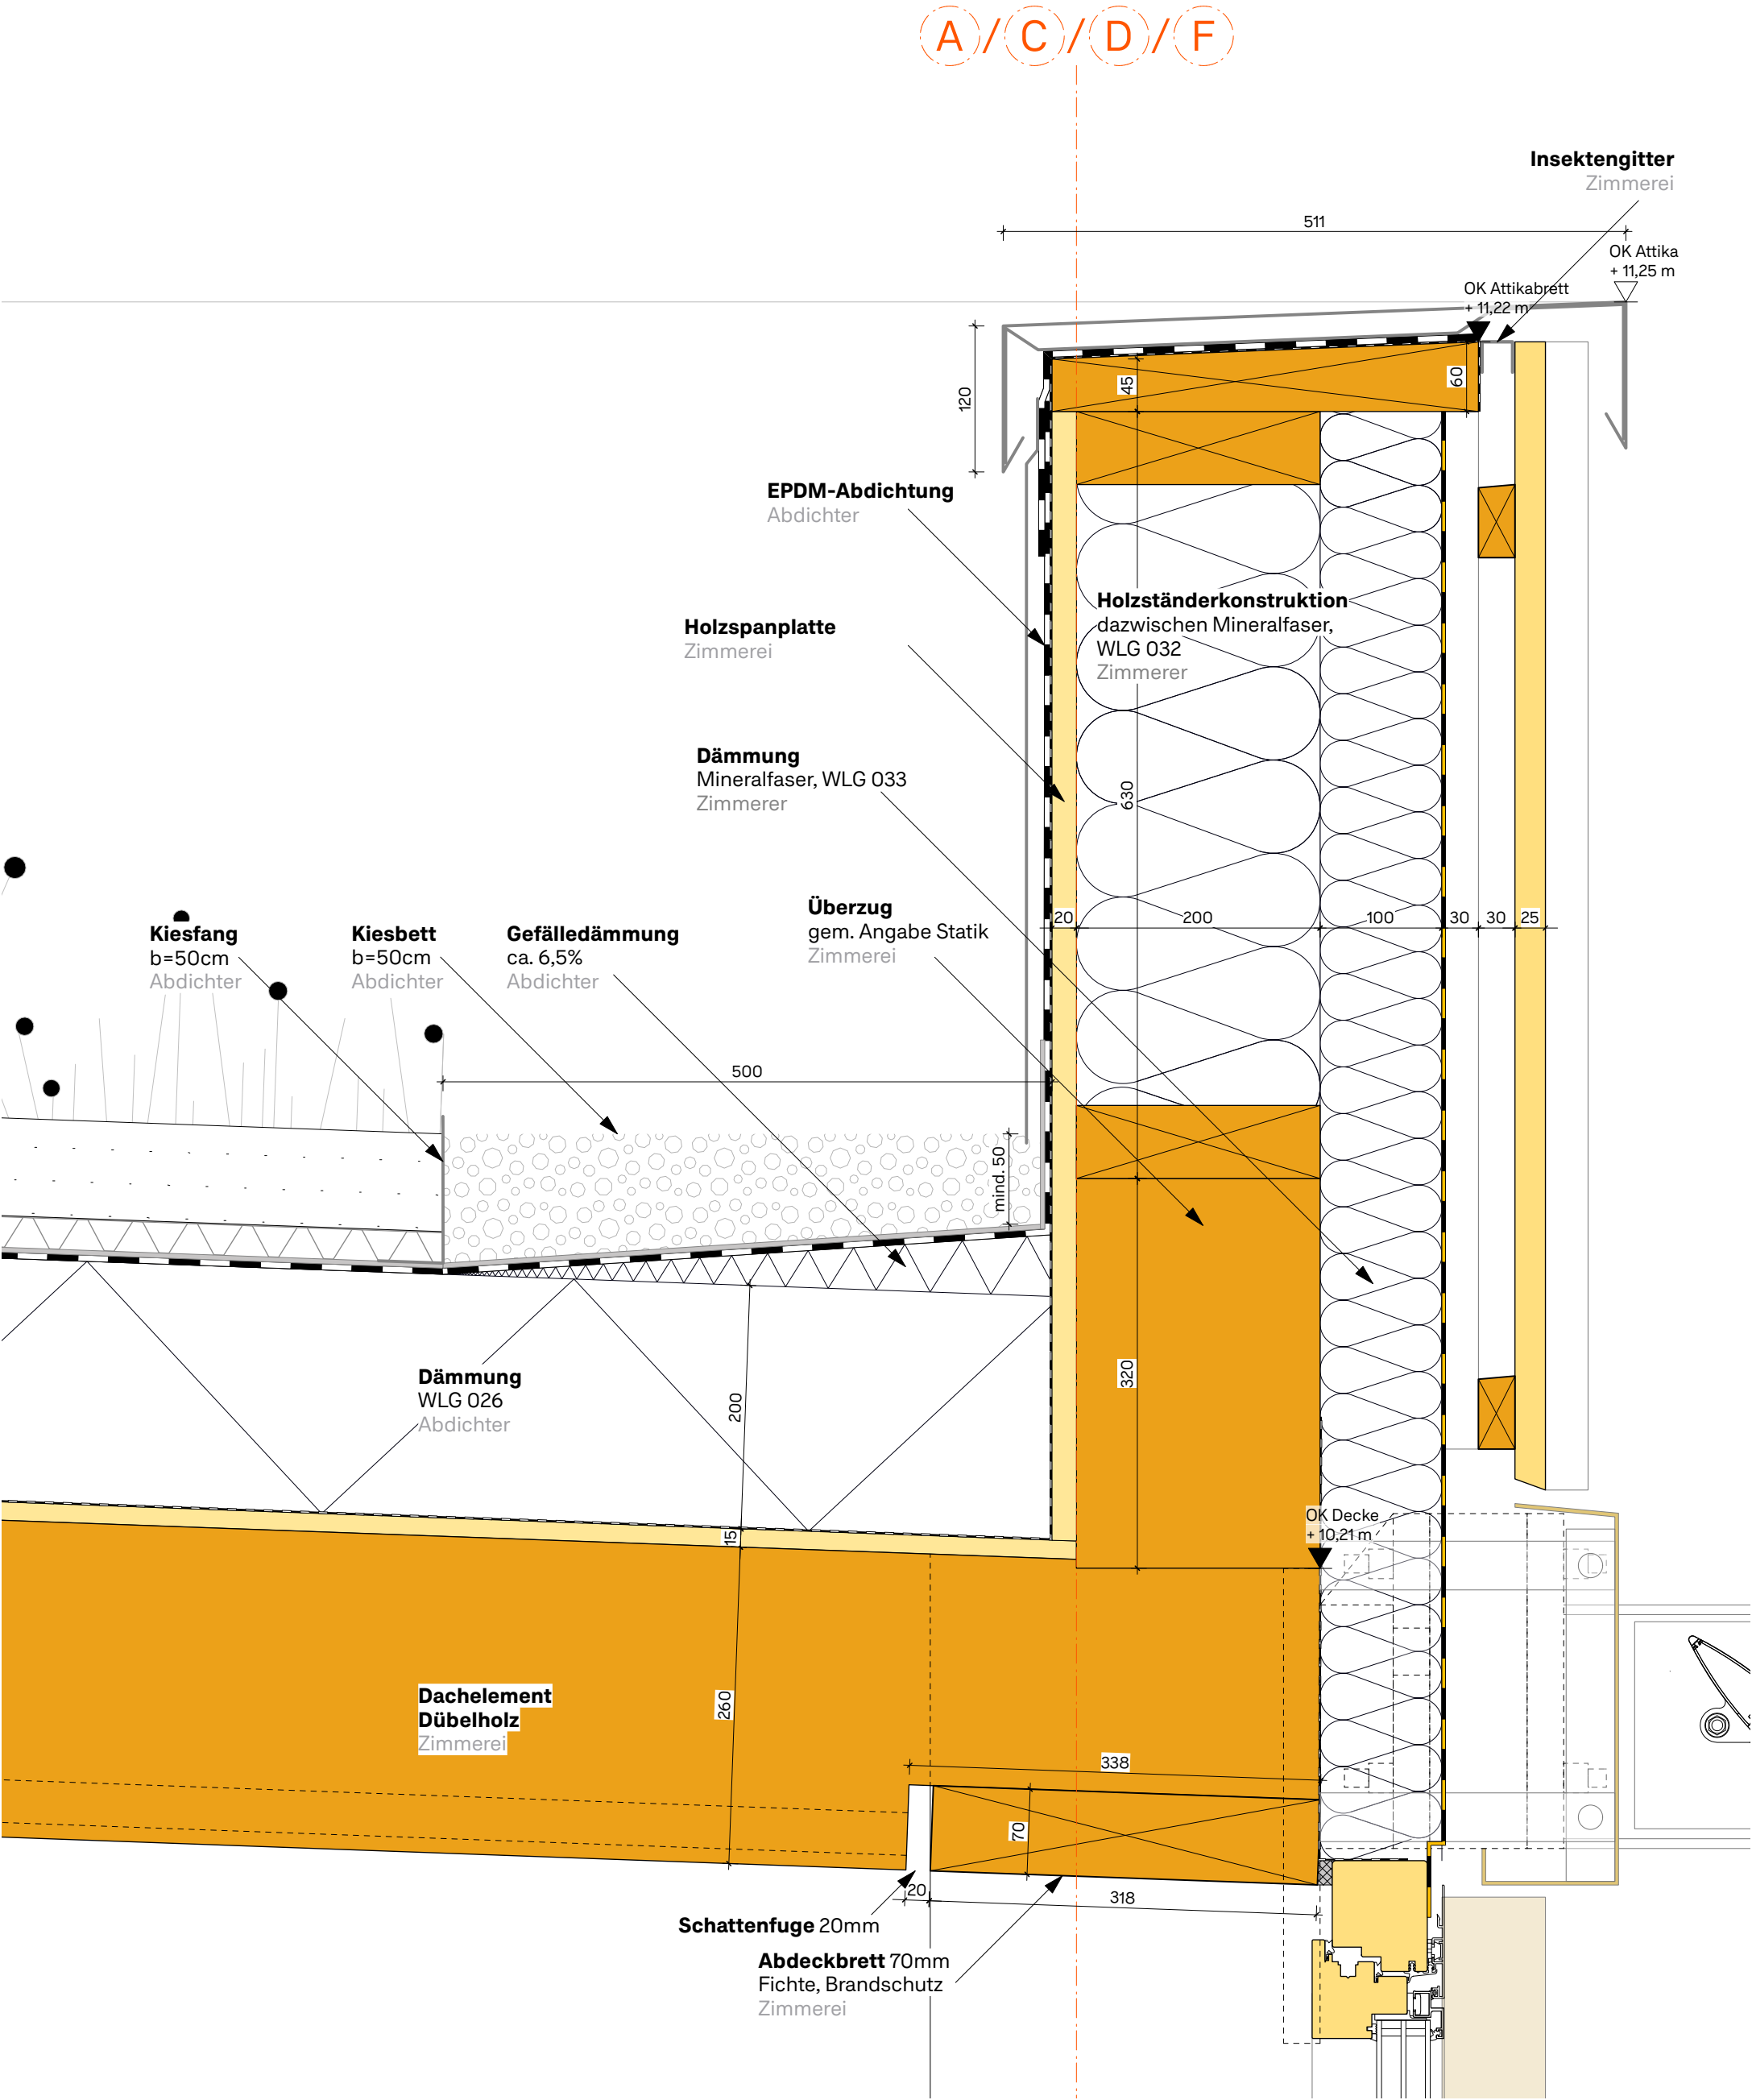 A/C/D/F
Insektengitter
Zimmerei
511
OK Attika
+ 11,25 m
OK Attikabrett
+ 11,22 m
120
45
60
EPDM-Abdichtung
Abdichter
Holzständerkonstruktion
dazwischen Mineralfaser,
WLG 032
Zimmerer
Holzspanplatte
Zimmerei
Dämmung
Mineralfaser, WLG 033
Zimmerer
630
Überzug
gem. Angabe Statik
Zimmerei
20
200
100
30
30
25
Kiesfang
b=50cm
Abdichter
Kiesbett
b=50cm
Abdichter
Gefälledämmung
ca. 6,5%
Abdichter
500
mind. 50
Dämmung
WLG 026
Abdichter
200
320
15
OK Decke
+ 10,21 m
Dachelement
Dübelholz
Zimmerei
260
338
70
20
318
Schattenfuge 20mm
Abdeckbrett 70mm
Fichte, Brandschutz
Zimmerei